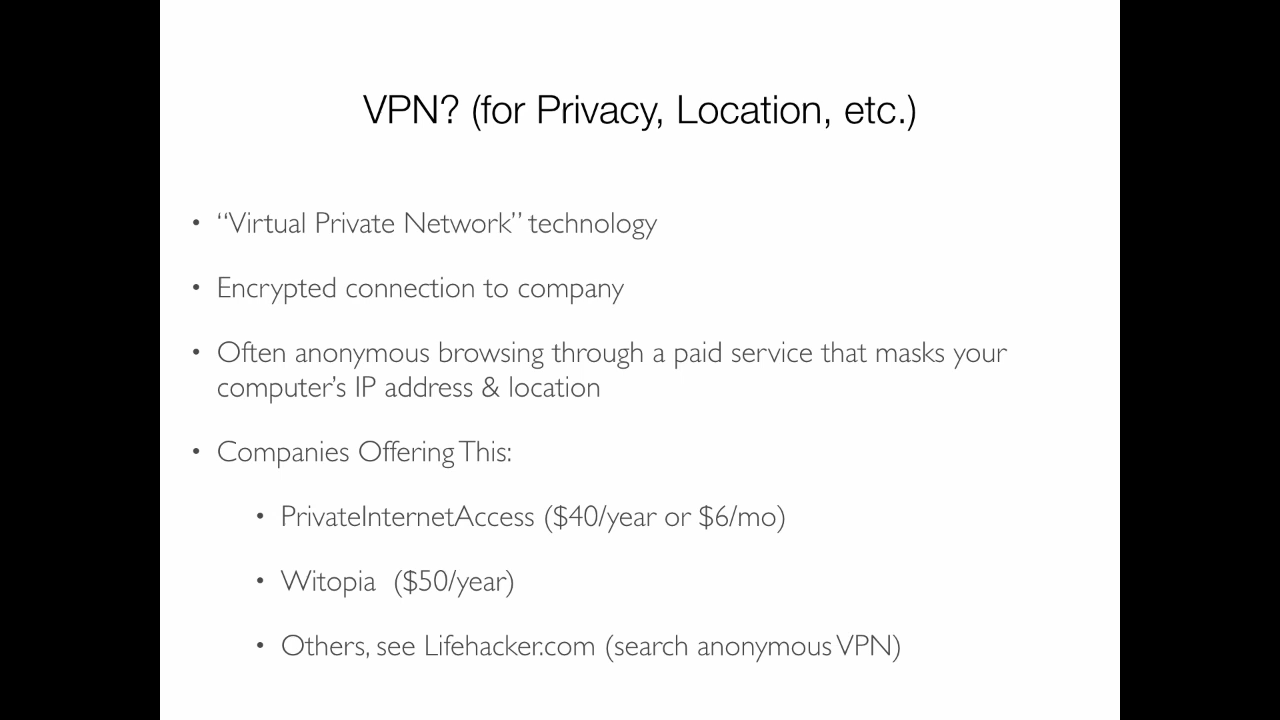 VPN? (for Privacy, Location, etc.)
• “Virtual Private Network” technology
• Encrypted connection to company
• Often anonymous browsing through a paid service that masks your
computer’s IP address & location
• Companies Offering This:
• PrivateInternetAccess ($40/year or $6/mo)
• Witopia  ($50/year)
• Others, see Lifehacker.com (search anonymous VPN)